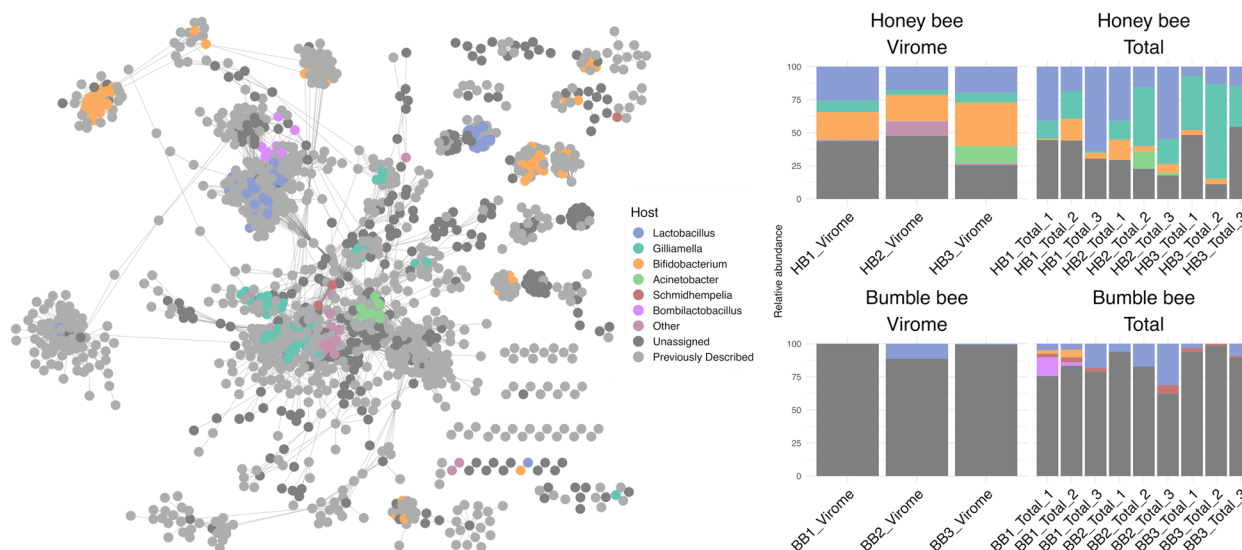 Host
Lactobacillus
Gilliamella
Bifidobacterium
Acinetobacter
Schmidhempelia
Bombilactobacillus
Other
Unassigned
Previously Described
Relative abundance
Honey bee
Virome
100
75
50
25
0
HB1_Virome
HB2_Virome
HB3_Virome
Honey bee
Total
HB1_Total_1
HB1_Total_2
HB1_Total_3
HB2_Total_1
HB2_Total_2
HB2_Total_3
HB3_Total_1
HB3_Total_2
HB3_Total_3
Bumble bee
Virome
100
75
50
25
0
BB1_Virome
BB2_Virome
BB3_Virome
Bumble bee
Total
BB1_Total_1
BB1_Total_2
BB1_Total_3
BB2_Total_1
BB2_Total_2
BB2_Total_3
BB3_Total_1
BB3_Total_2
BB3_Total_3